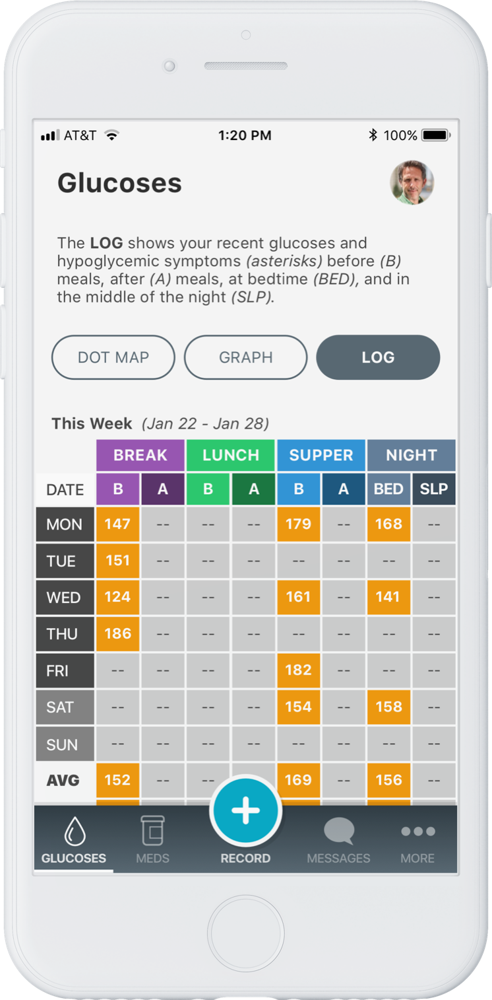 AT&T 1:20 PM 100%
Glucoses
The LOG shows your recent glucoses and
hypoglycemic symptoms (asterisks) before (B)
meals, after (A) meals, at bedtime (BED), and in
the middle of the night (SLP).
DOT MAP GRAPH LOG
This Week (Jan 22 - Jan 28)
BREAK LUNCH SUPPER NIGHT
DATE B A B A B A BED SLP
MON 147 -- -- -- 179 -- 168 --
TUE 151 -- -- -- -- -- -- --
WED 124 -- -- -- 161 -- 141 --
THU 186 -- -- -- -- -- -- --
FRI -- -- -- -- 182 -- -- --
SAT -- -- -- -- 154 -- 158 --
SUN -- -- -- -- -- -- -- --
AVG 152 -- -- 169 -- 156 --
GLUCOSES MEDS RECORD MESSAGES MORE